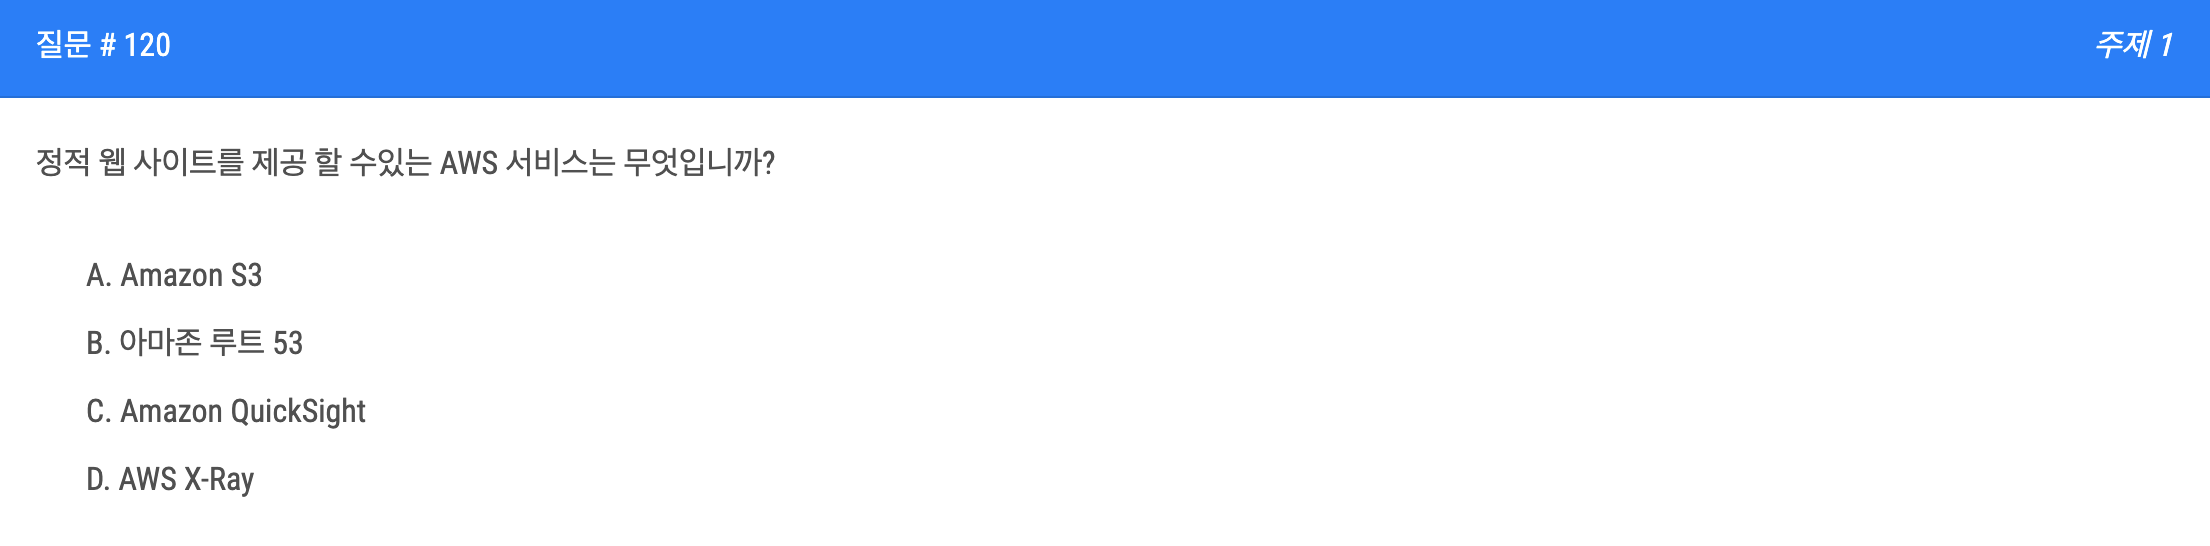 질문 # 120
주제 1
정적 웹 사이트를 제공 할 수있는 AWS 서비스는 무엇입니까?
A. Amazon S3
B. 아마존 루트 53
C. Amazon QuickSight
D. AWS X-Ray